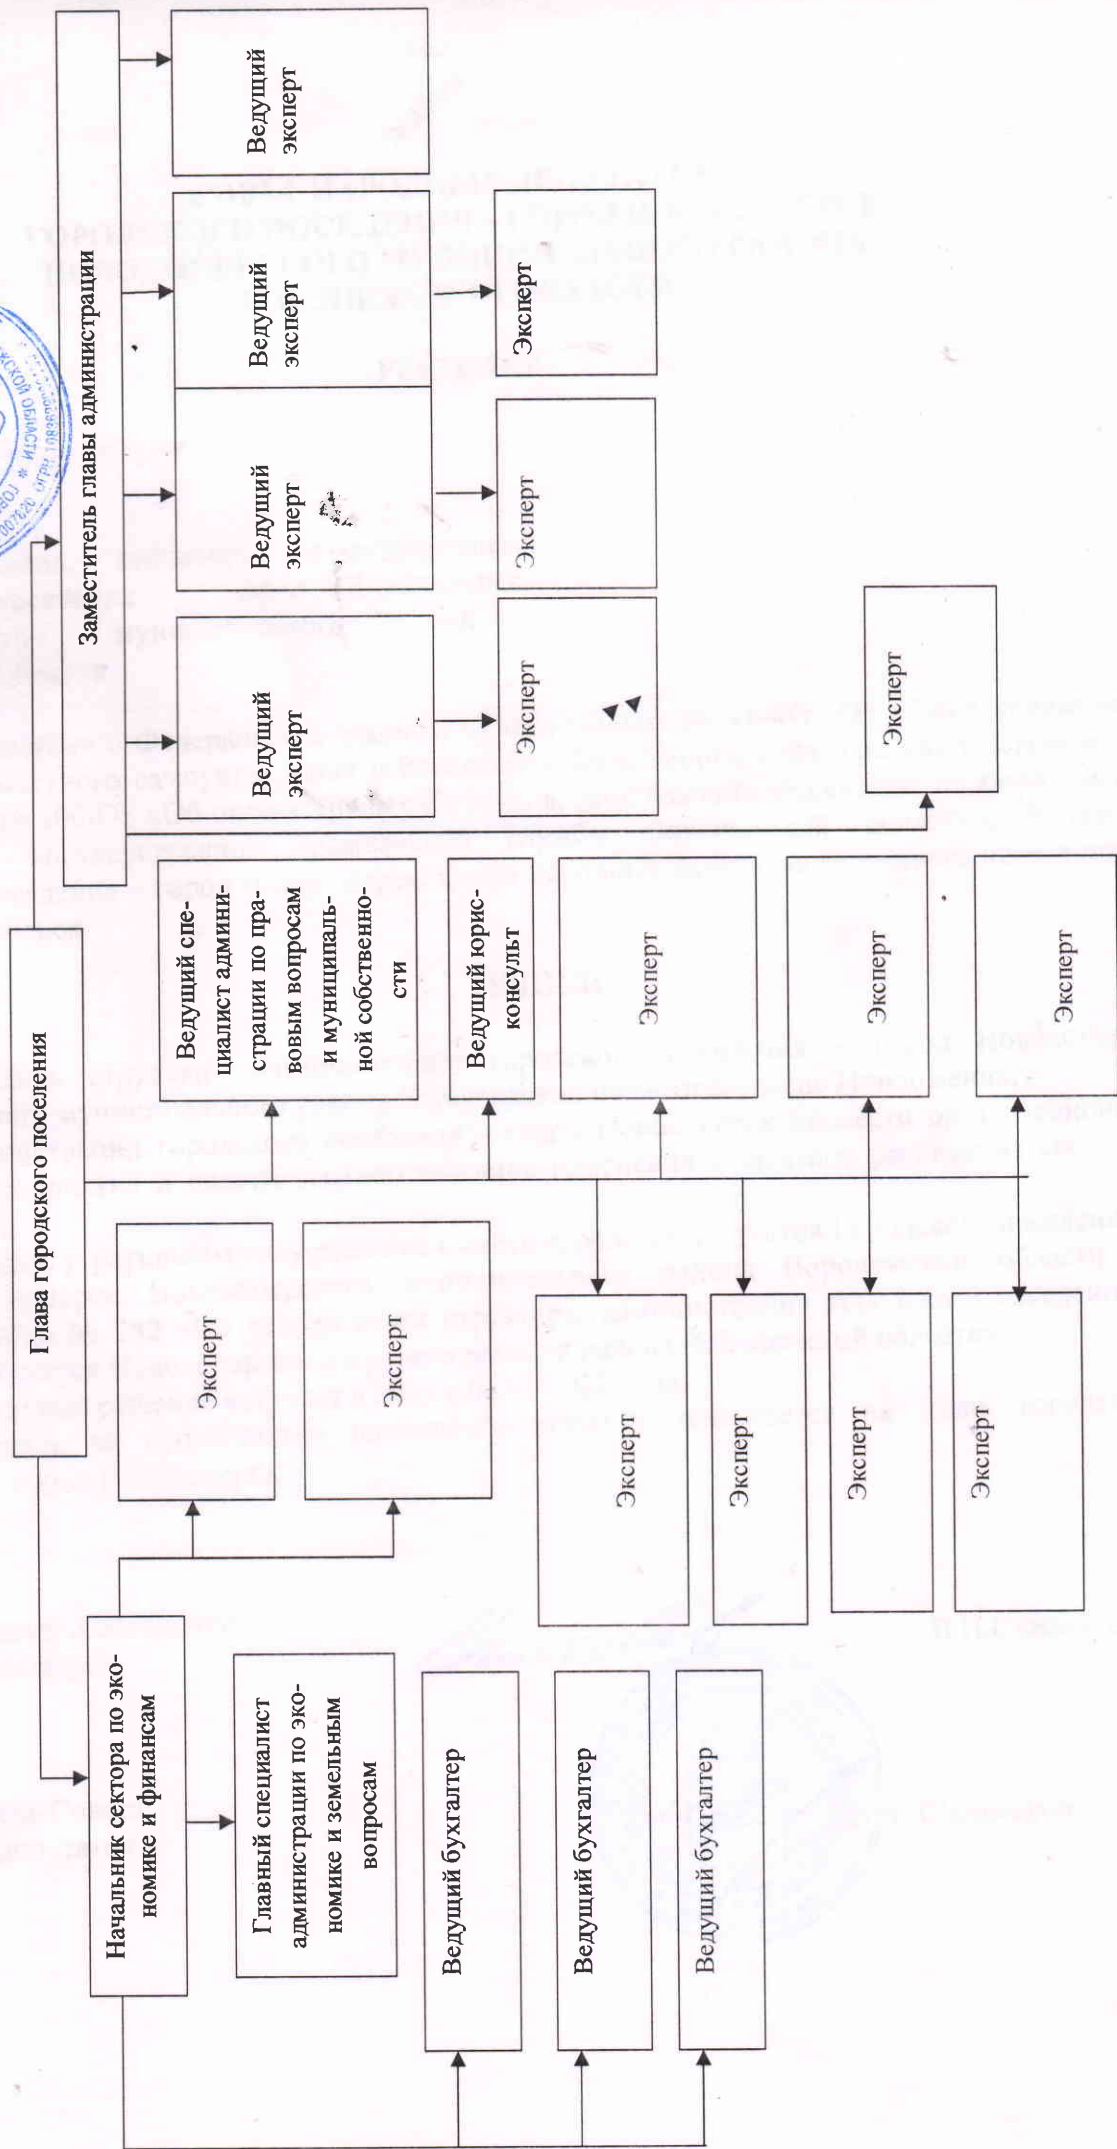 Глава городского поселения
Начальник сектора по эко-
номике и финансам
Главный специалист
администрации по эко-
номике и земельным
вопросам
Ведущий бухгалтер
Ведущий бухгалтер
Ведущий бухгалтер
Эксперт
Эксперт
Ведущий спе-
циалист админи-
страции по пра-
вовым вопросам
и муниципаль-
ной собственно-
сти
Ведущий юрис-
консульт
Эксперт
Эксперт
Эксперт
Эксперт
Эксперт
Эксперт
Эксперт
Заместитель главы администрации
Ведущий
эксперт
Ведущий
эксперт
Ведущий
эксперт
Ведущий
эксперт
Эксперт
Эксперт
Эксперт
Эксперт
ОБЛАСТИ
ОГРН